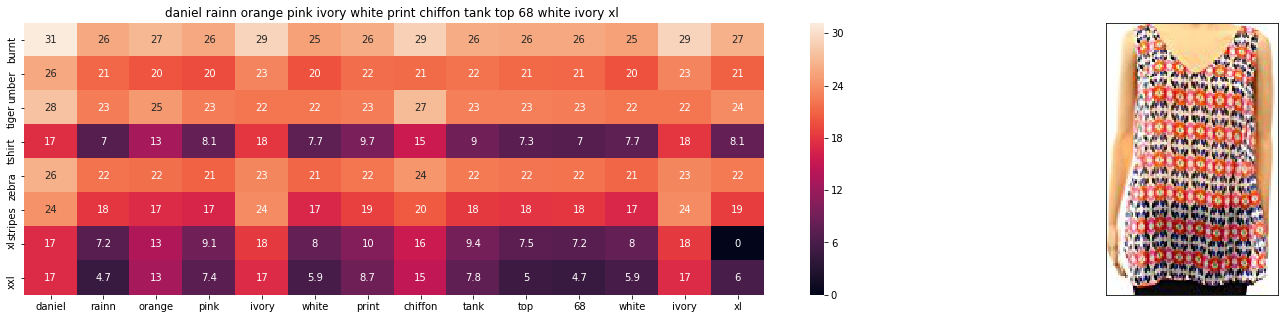 daniel rainn orange pink ivory white print chiffon tank top 68 white ivory xl
burnt 31 26 27 26 29 25 26 29 26 26 26 25 29 27
umber 26 21 20 20 23 20 22 21 22 21 21 20 23 21
tiger 28 23 25 23 22 22 23 27 23 23 23 22 22 24
tshirt 17 7 13 8.1 18 7.7 9.7 15 9 7.3 7 7.7 18 8.1
zebra 26 22 22 21 23 21 22 24 22 22 22 21 23 22
stripes 24 18 17 17 24 17 19 20 18 18 18 17 24 19
xl 17 7.2 13 9.1 18 8 10 16 9.4 7.5 7.2 8 18 0
xxl 17 4.7 13 7.4 17 5.9 8.7 15 7.8 5 4.7 5.9 17 6
daniel rainn orange pink ivory white print chiffon tank top 68 white ivory xl
30
24
18
12
6
0